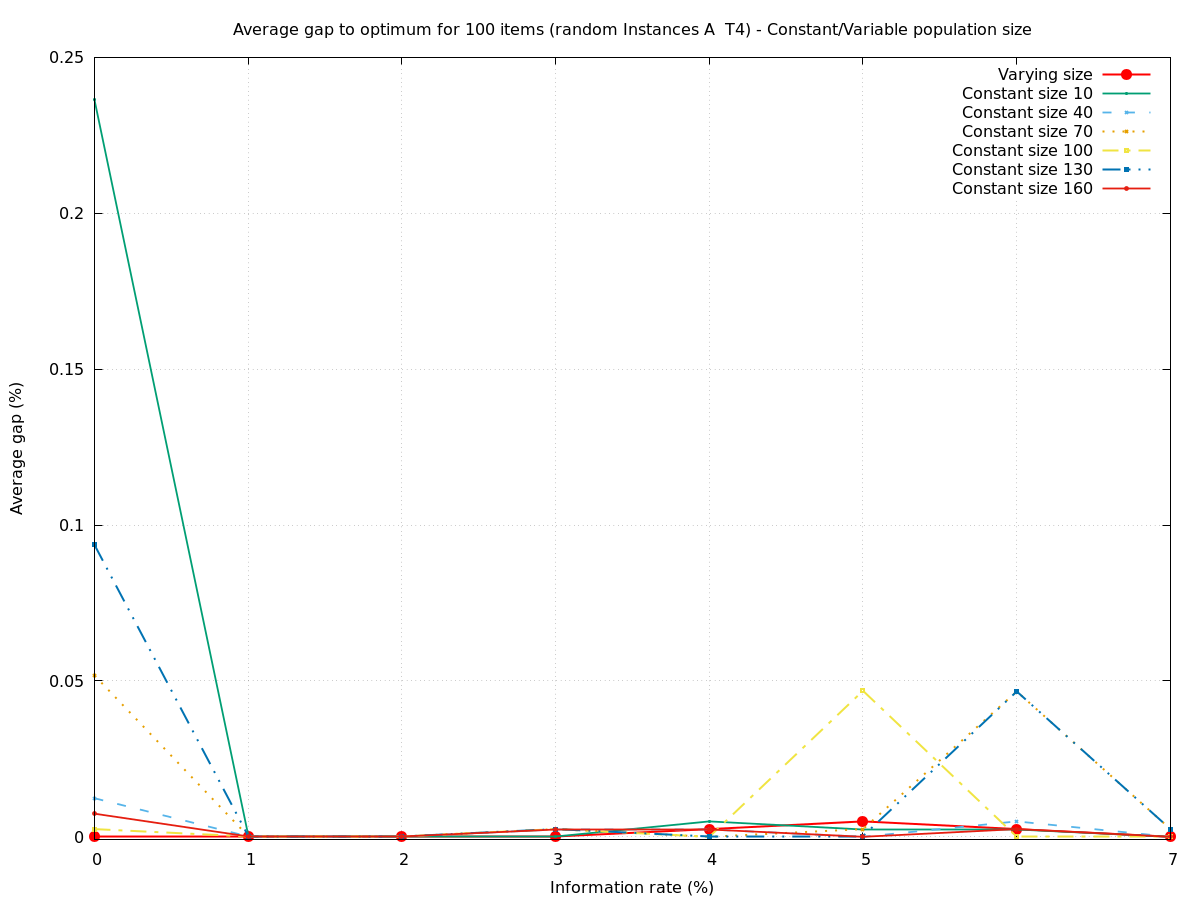 Average gap to optimum for 100 items (random Instances A  T4) - Constant/Variable population size
Varying size
Constant size 10
Constant size 40
Constant size 70
Constant size 100
Constant size 130
Constant size 160
Average gap (%)
0.25
0.2
0.15
0.1
0.05
0
0 1 2 3 4 5 6 7
Information rate (%)